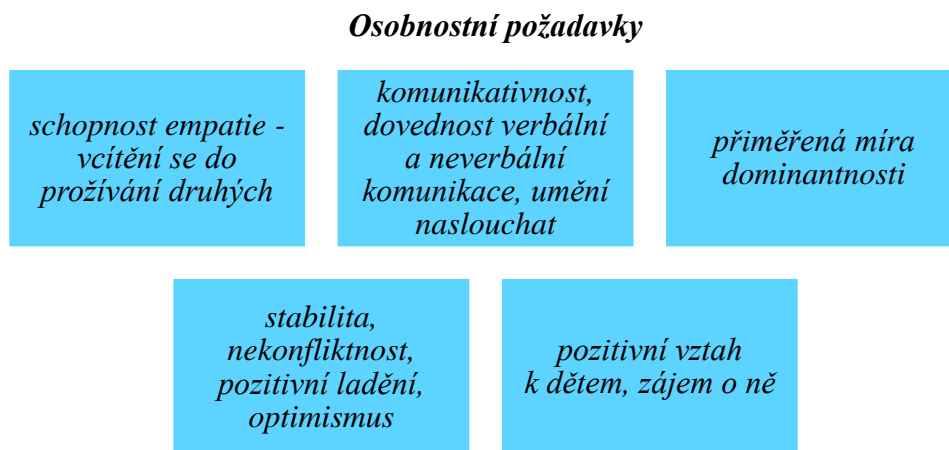 Osobnostní požadavky
schopnost empatie -
vcítění se do
prožívání druhých
komunikativnost,
dovednost verbální
a neverbální
komunikace, umění
naslouchat
přiměřená míra
dominantnosti
stabilita,
nekonfliktnost,
pozitivní ladění,
optimismus
pozitivní vztah
k dětem, zájem o ně